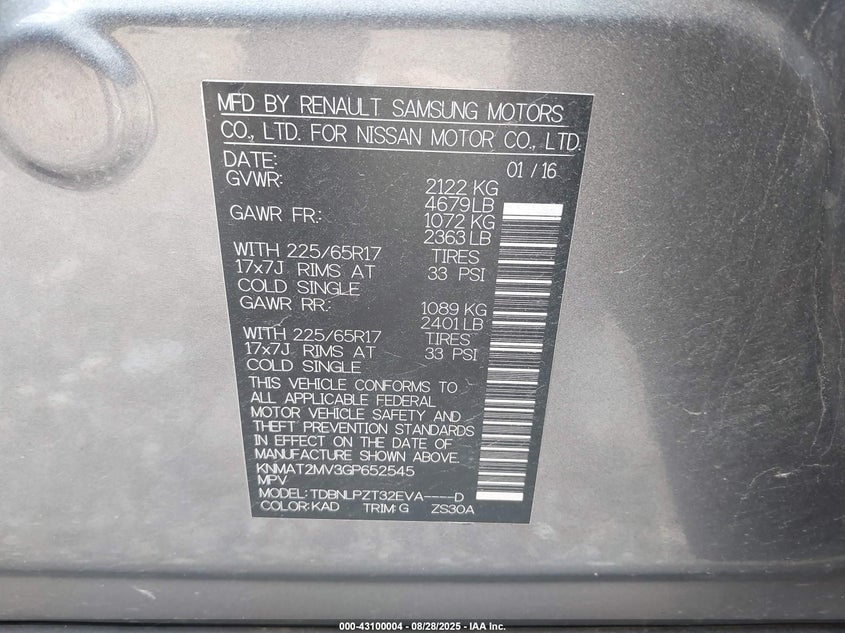 MFD BY RENAULT SAMSUNG MOTORS
CO., LTD. FOR NISSAN MOTOR CO., LTD.
DATE: 01 / 16
GVWR: 2122 KG
4679 LB
GAWR FR: 1072 KG
2363 LB
WITH 225/65R17 TIRES
17x7J RIMS AT 33 PSI
COLD SINGLE
GAWR RR: 1089 KG
2401 LB
WITH 225/65R17 TIRES
17x7J RIMS AT 33 PSI
COLD SINGLE
THIS VEHICLE CONFORMS TO
ALL APPLICABLE FEDERAL
MOTOR VEHICLE SAFETY AND
THEFT PREVENTION STANDARDS
IN EFFECT ON THE DATE OF
MANUFACTURE SHOWN ABOVE.
KNMAT2MV3GP652545
MPV
MODEL: TDBNLPZT32EVA----D
COLOR: KAD TRIM: G ZS30A
000-43100004 - 08/28/2025 - IAA Inc.